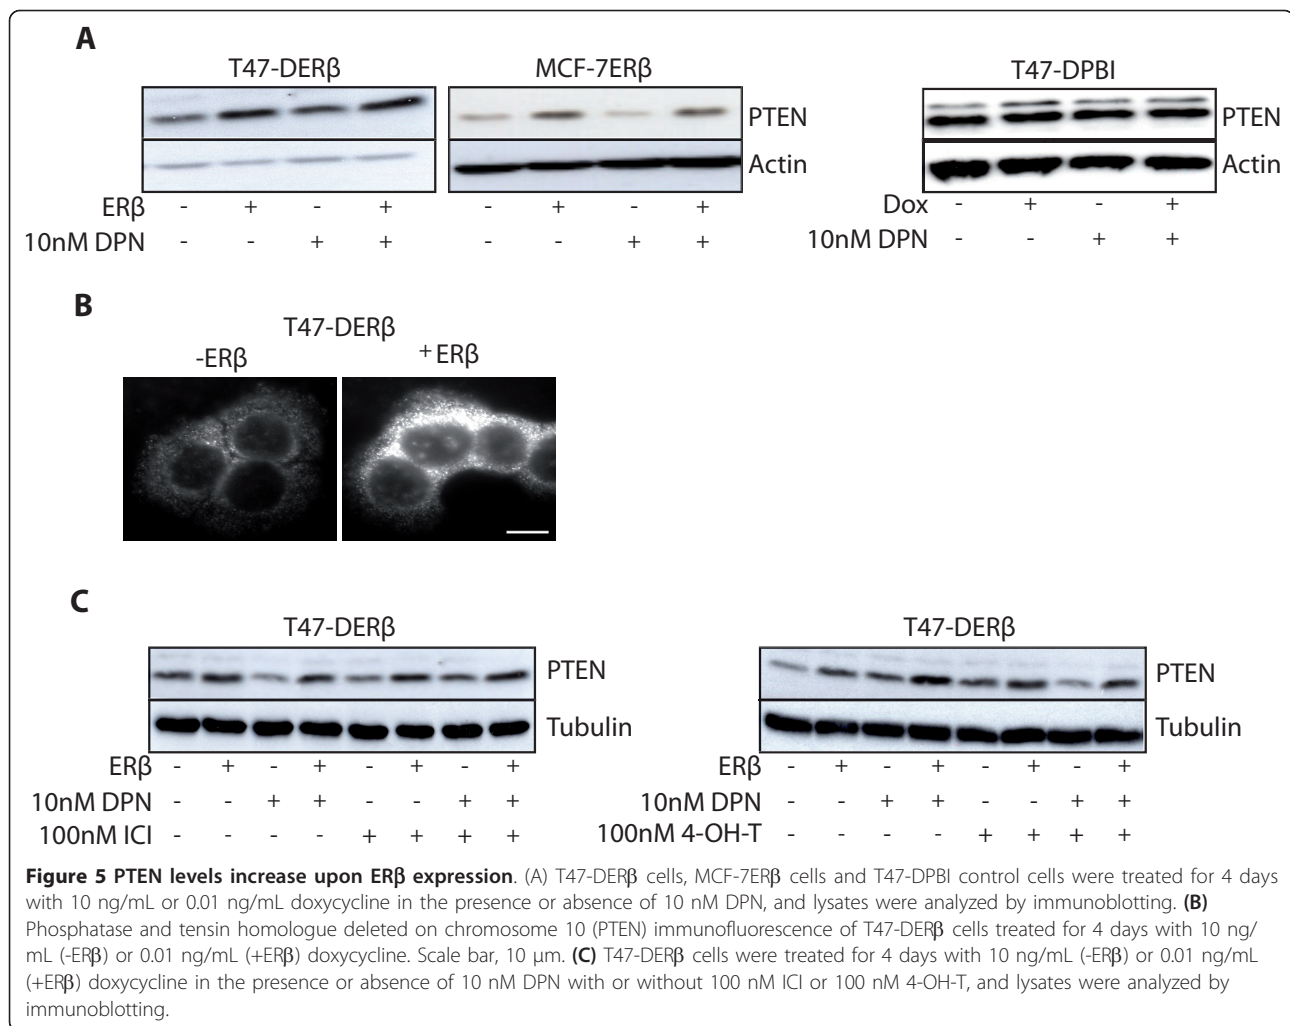 A
T47-DERβ
MCF-7ERβ
T47-DPBI
PTEN
Actin
PTEN
Actin
ERβ - + - +
- + - +
10nM DPN - - + +
- - + +
Dox - + - +
10nM DPN - - + +
B
T47-DERβ
-ERβ
+ERβ
C
T47-DERβ
PTEN
Tubulin
ERβ - + - + - + - +
10nM DPN - - + + - - + +
100nM ICI - - - - + + + +
T47-DERβ
PTEN
Tubulin
ERβ - + - + - + - +
10nM DPN - - + + - - + +
100nM 4-OH-T - - - - + + + +
Figure 5 PTEN levels increase upon ERβ expression. (A) T47-DERβ cells, MCF-7ERβ cells and T47-DPBI control cells were treated for 4 days
with 10 ng/mL or 0.01 ng/mL doxycycline in the presence or absence of 10 nM DPN, and lysates were analyzed by immunoblotting. (B)
Phosphatase and tensin homologue deleted on chromosome 10 (PTEN) immunofluorescence of T47-DERβ cells treated for 4 days with 10 ng/
mL (-ERβ) or 0.01 ng/mL (+ERβ) doxycycline. Scale bar, 10 μm. (C) T47-DERβ cells were treated for 4 days with 10 ng/mL (-ERβ) or 0.01 ng/mL
(+ERβ) doxycycline in the presence or absence of 10 nM DPN with or without 100 nM ICI or 100 nM 4-OH-T, and lysates were analyzed by
immunoblotting.